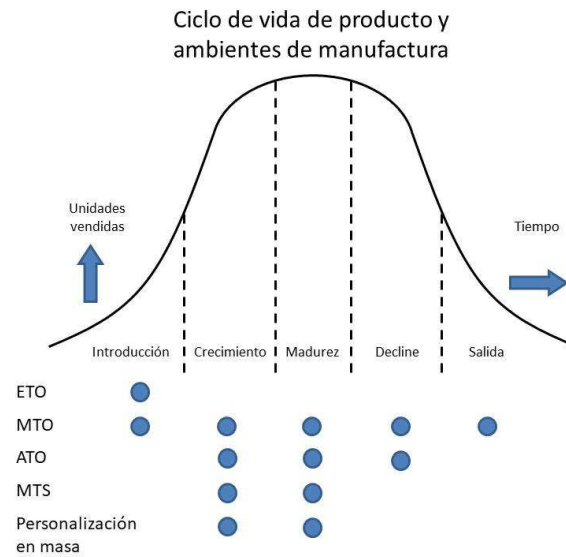 Ciclo de vida de producto y
ambientes de manufactura
Unidades
vendidas
Tiempo
Introducción
Crecimiento
Madurez
Decline
Salida
ETO
MTO
ATO
MTS
Personalización
en masa